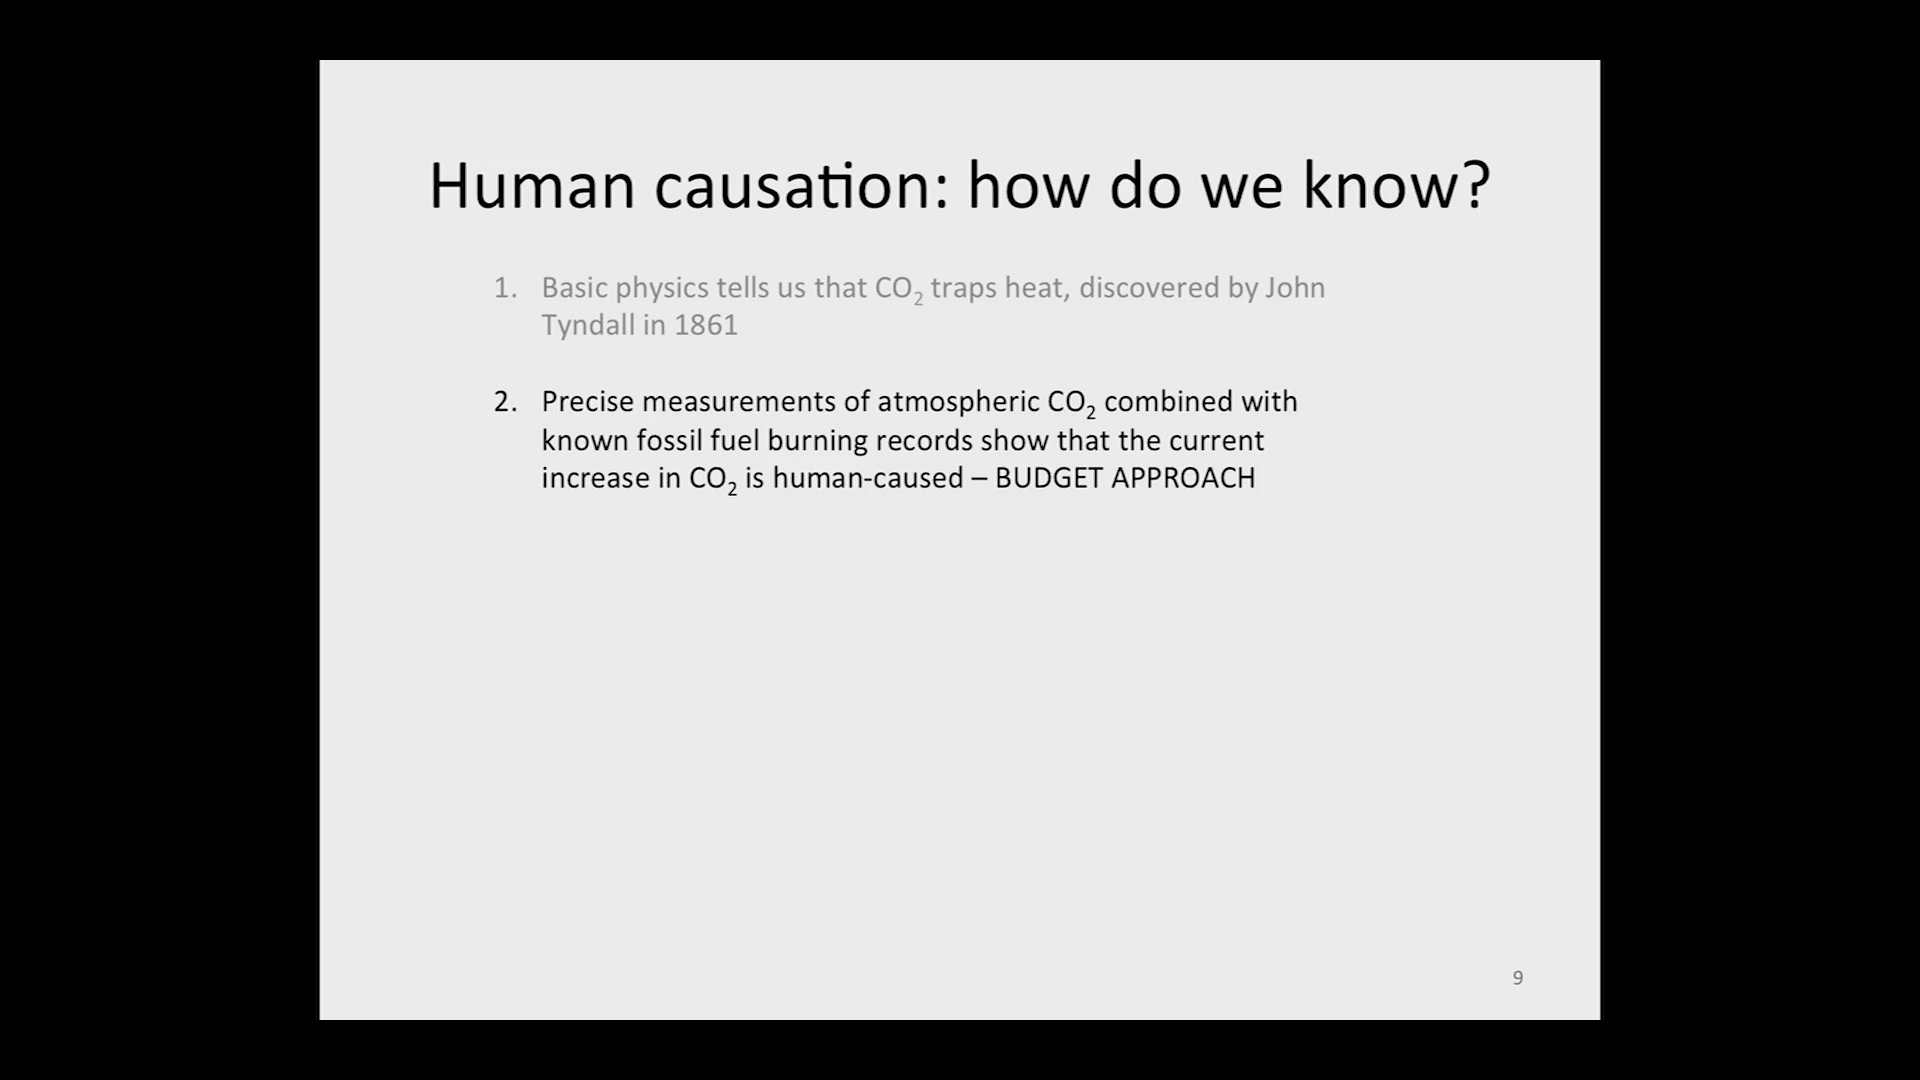 Human causation: how do we know?
1. Basic physics tells us that CO₂ traps heat, discovered by John
Tyndall in 1861
2. Precise measurements of atmospheric CO₂ combined with
known fossil fuel burning records show that the current
increase in CO₂ is human-caused – BUDGET APPROACH
9